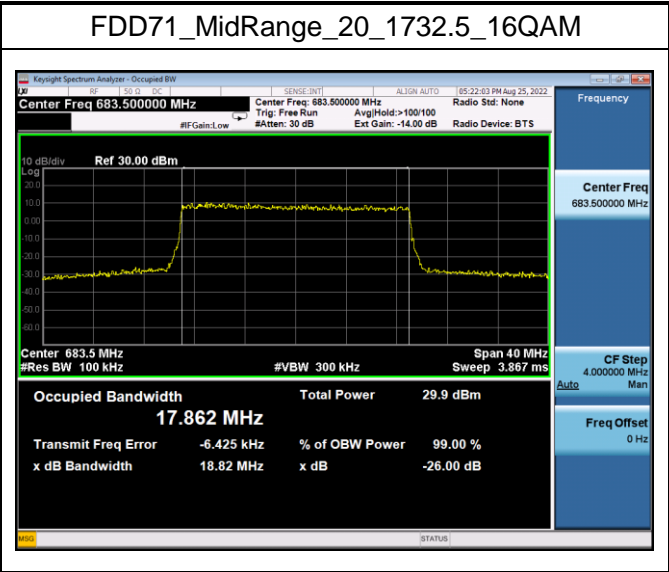 FDD71_MidRange_20_1732.5_16QAM
Keysight Spectrum Analyzer - Occupied BW
LXI RF 50 Ω DC SENSE:INT ALIGN AUTO 05:22:03 PM Aug 25, 2022
Center Freq 683.500000 MHz Center Freq: 683.500000 MHz Radio Std: None
Trig: Free Run Avg|Hold:>100/100
#IFGain:Low #Atten: 30 dB Ext Gain: -14.00 dB Radio Device: BTS
10 dB/div Ref 30.00 dBm
Log
20.0
10.0
0.00
-10.0
-20.0
-30.0
-40.0
-50.0
-60.0
Center 683.5 MHz Span 40 MHz
#Res BW 100 kHz #VBW 300 kHz Sweep 3.867 ms
Occupied Bandwidth Total Power 29.9 dBm
17.862 MHz
Transmit Freq Error -6.425 kHz % of OBW Power 99.00 %
x dB Bandwidth 18.82 MHz x dB -26.00 dB
MSG STATUS
Frequency
Center Freq
683.500000 MHz
CF Step
4.000000 MHz
Auto Man
Freq Offset
0 Hz